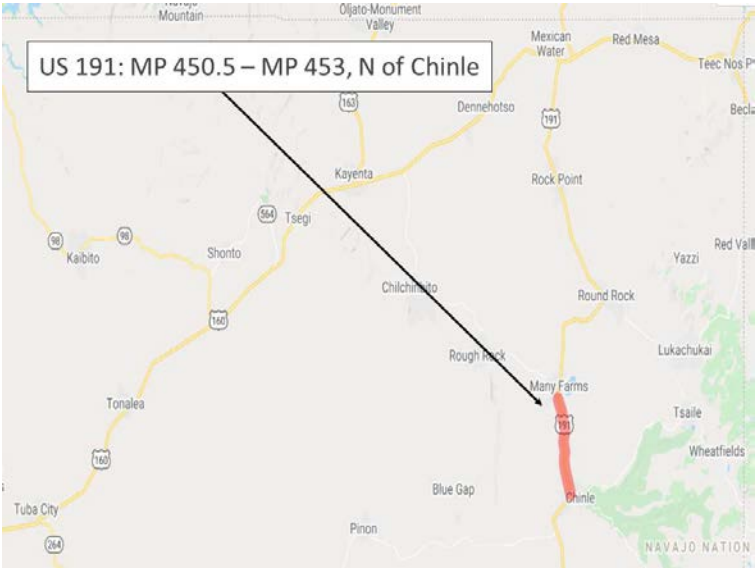 Navajo
Mountain
Oljato-Monument
Valley
Mexican
Water
Red Mesa
Teec Nos P
US 191: MP 450.5 – MP 453, N of Chinle
163
191
Dennehotso
Kayenta
Rock Point
564
Tsegi
98
98
Kaibito
Shonto
Yazzi
Red Vall
Chilchinbito
Round Rock
160
Rough Rock
Lukachukai
Many Farms
Tonalea
191
Tsaile
Wheatfields
160
Blue Gap
Chinle
Tuba City
Pinon
264
NAVAJO NATION